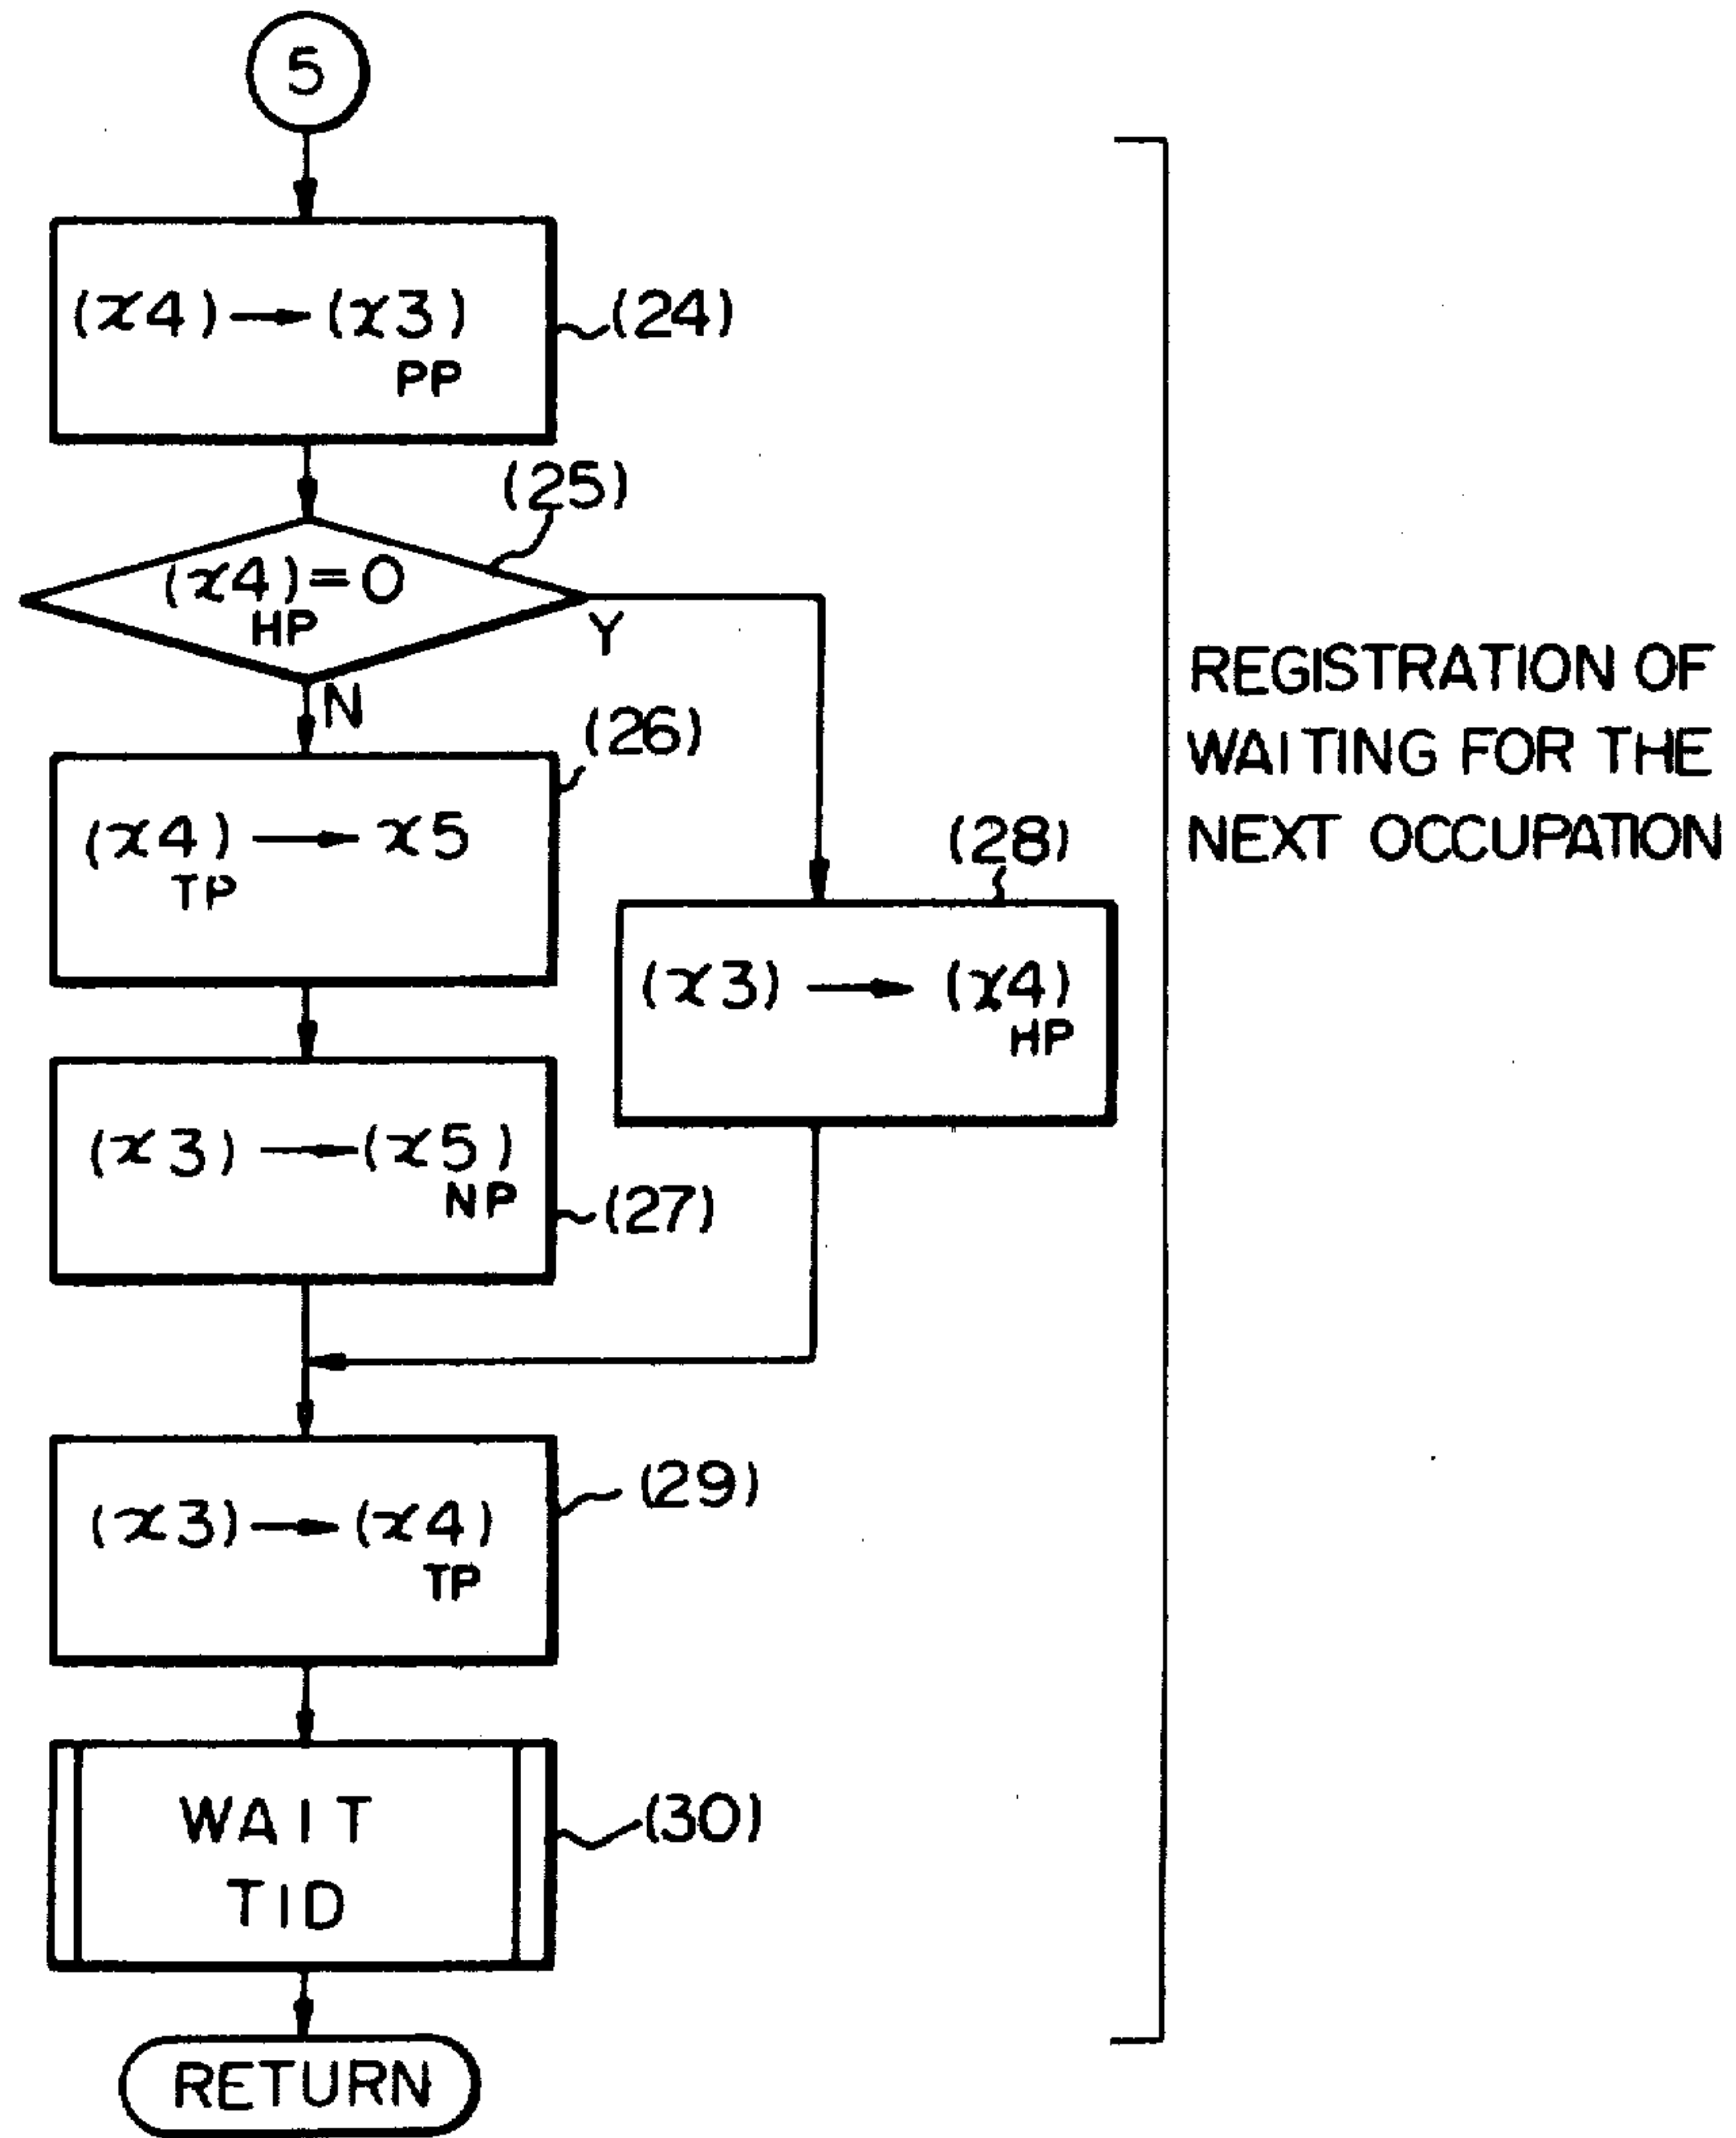 5
(x4) → (x3)
PP
(24)
(25)
(x4)=0
HP
Y
N
(26)
(x4) → x5
TP
(28)
(x3) → (x4)
HP
(x3) → (x5)
NP
(27)
(x3) → (x4)
TP
(29)
WAIT
TID
(30)
RETURN
REGISTRATION OF
WAITING FOR THE
NEXT OCCUPATION